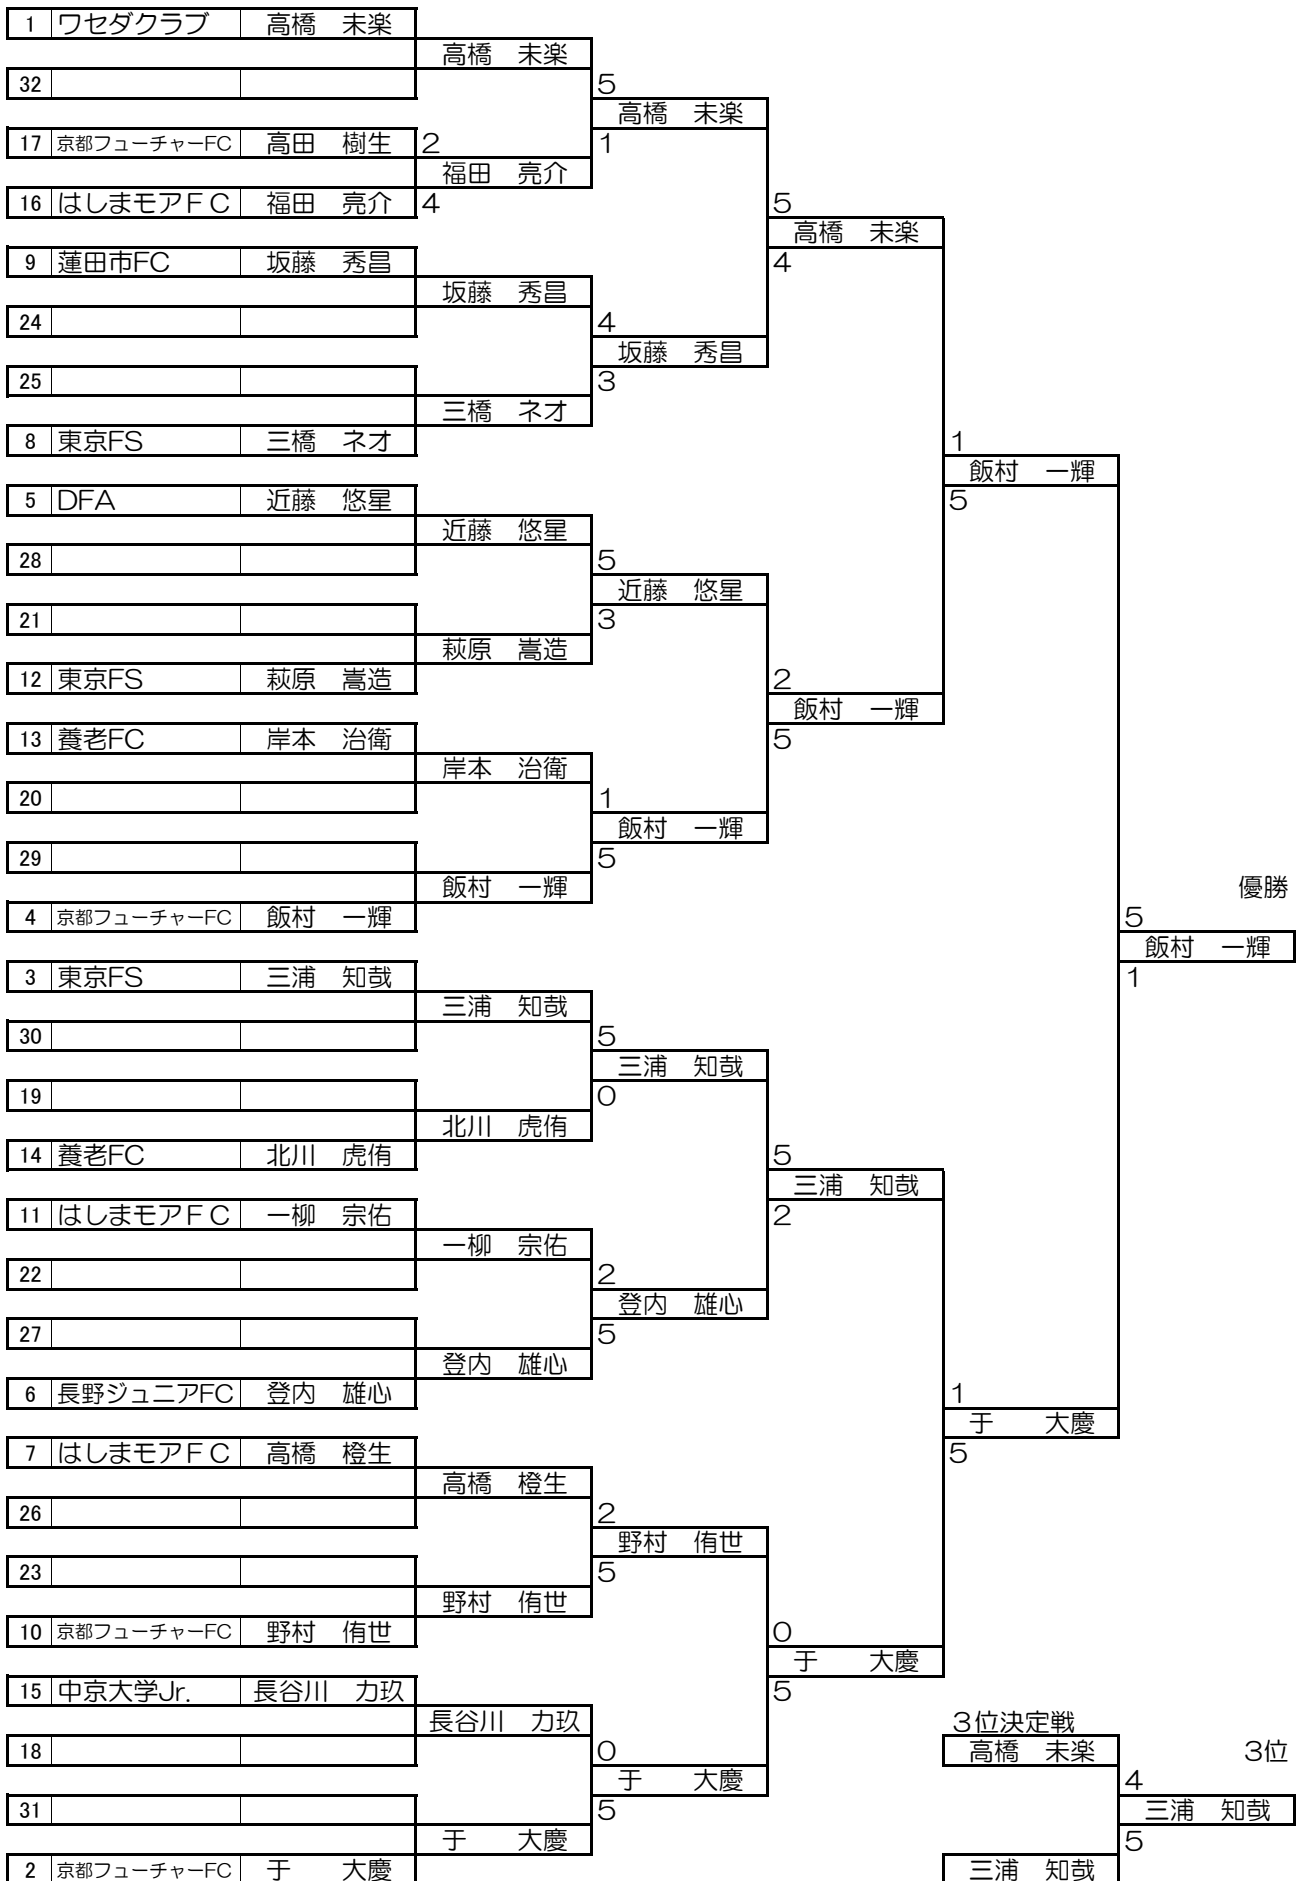 1 ワセダクラブ 高橋　未楽
高橋　未楽
32 5
高橋　未楽
17 京都フューチャーFC 高田　樹生 2 1
福田　亮介
16 はしまモアＦＣ 福田　亮介 4 5
高橋　未楽
9 蓮田市FC 坂藤　秀昌 4
坂藤　秀昌
24 4
坂藤　秀昌
25 3
三橋　ネオ
8 東京FS 三橋　ネオ 1
飯村　一輝
5 DFA 近藤　悠星 5
近藤　悠星
28 5
近藤　悠星
21 3
萩原　嵩造
12 東京FS 萩原　嵩造 2
飯村　一輝
13 養老FC 岸本　治衛 5
岸本　治衛
20 1
飯村　一輝
29 5
飯村　一輝 優勝
4 京都フューチャーFC 飯村　一輝 5
飯村　一輝
3 東京FS 三浦　知哉 1
三浦　知哉
30 5
三浦　知哉
19 0
北川　虎侑
14 養老FC 北川　虎侑 5
三浦　知哉
11 はしまモアＦＣ 一柳　宗佑 2
一柳　宗佑
22 2
登内　雄心
27 5
登内　雄心
6 長野ジュニアFC 登内　雄心 1
于　大慶
7 はしまモアＦＣ 高橋　橙生 5
高橋　橙生
26 2
野村　侑世
23 5
野村　侑世
10 京都フューチャーFC 野村　侑世 0
于　大慶
15 中京大学Jr. 長谷川　力玖 5
長谷川　力玖 3位決定戦
18 0 高橋　未楽 3位
于　大慶 4
31 5 三浦　知哉
于　大慶 5
2 京都フューチャーFC 于　大慶 三浦　知哉